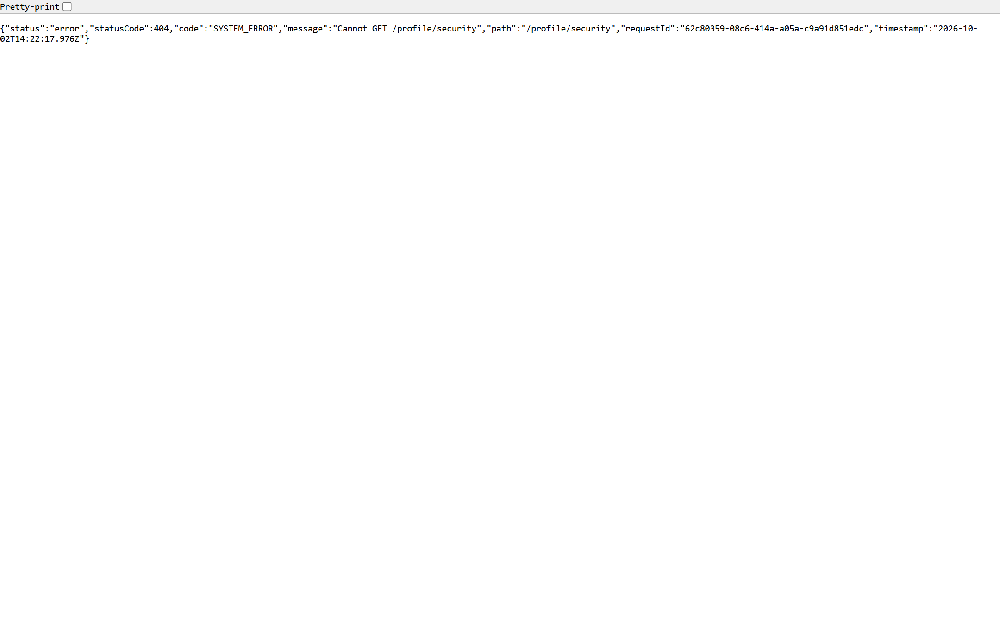 Pretty-print
{"status":"error","statusCode":404,"code":"SYSTEM_ERROR","message":"Cannot GET /profile/security","path":"/profile/security","requestId":"62c80359-08c6-414a-a05a-c9a91d851edc","timestamp":"2026-10-
02T14:22:17.976Z"}